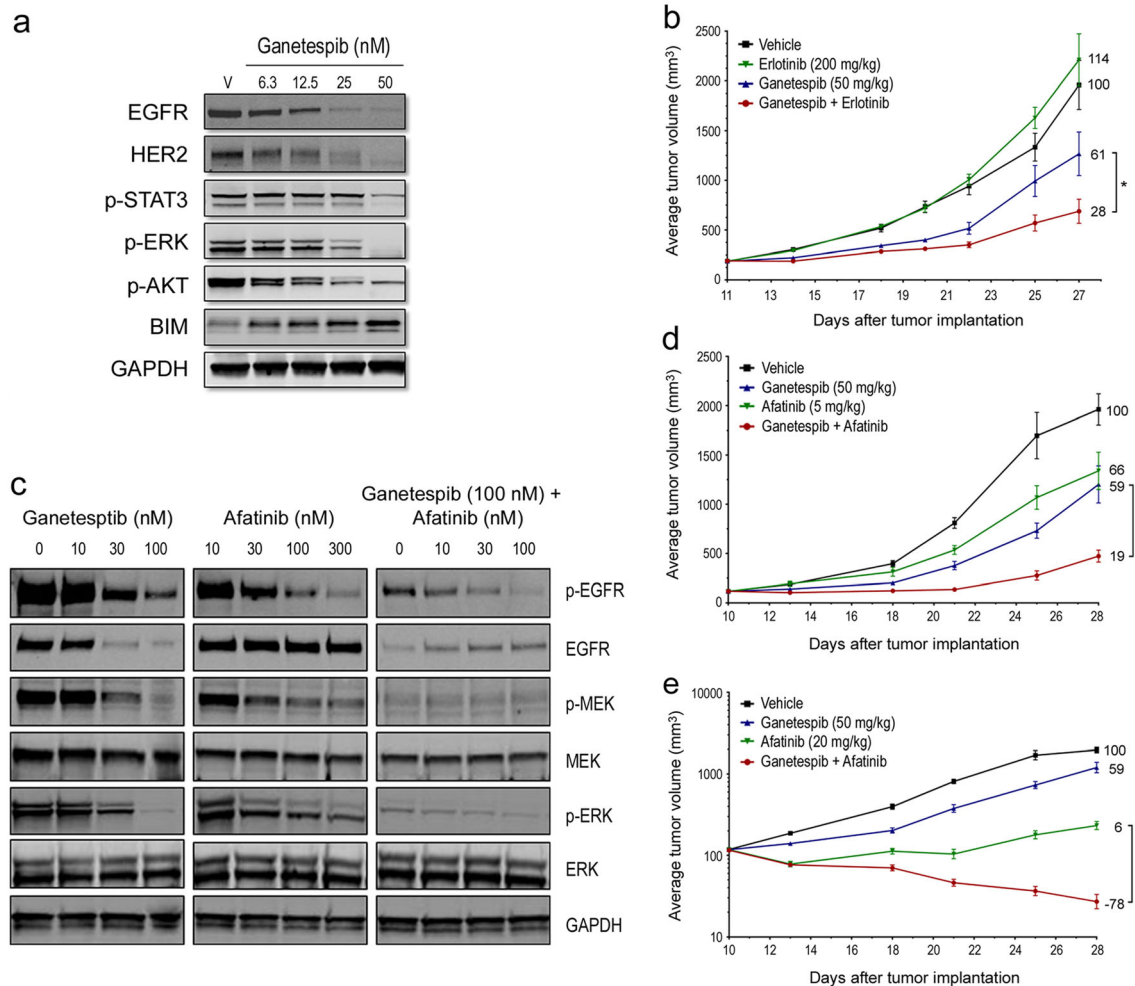 a
Ganetespib (nM)
V 6.3 12.5 25 50
EGFR
HER2
p-STAT3
p-ERK
p-AKT
BIM
GAPDH
b
2500
2000
1500
1000
500
0
Average tumor volume (mm3)
Vehicle
Erlotinib (200 mg/kg)
Ganetespib (50 mg/kg)
Ganetespib + Erlotinib
114
100
61
28
*
11 13 15 17 19 21 23 25 27
Days after tumor implantation
c
Ganetesptib (nM)
0 10 30 100
Afatinib (nM)
10 30 100 300
Ganetespib (100 nM) +
Afatinib (nM)
0 10 30 100
p-EGFR
EGFR
p-MEK
MEK
p-ERK
ERK
GAPDH
d
2500
2000
1500
1000
500
0
Average tumor volume (mm3)
Vehicle
Ganetespib (50 mg/kg)
Afatinib (5 mg/kg)
Ganetespib + Afatinib
100
66
59
19
10 12 14 16 18 20 22 24 26 28
Days after tumor implantation
e
10000
1000
100
10
Average tumor volume (mm3)
Vehicle
Ganetespib (50 mg/kg)
Afatinib (20 mg/kg)
Ganetespib + Afatinib
100
59
6
-78
10 12 14 16 18 20 22 24 26 28
Days after tumor implantation